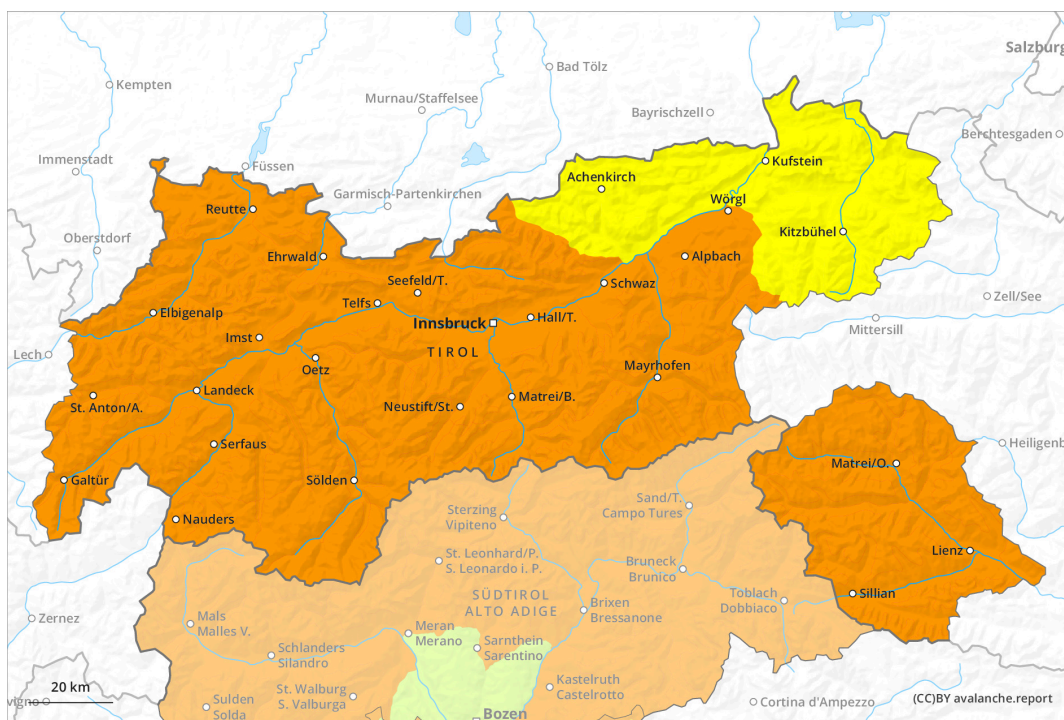 Salzburg
Kempten
Bad Tölz
Murnau/Staffelsee
Bayrischzell
Berchtesgaden
Immenstadt
Füssen
Kufstein
Achenkirch
Garmisch-Partenkirchen
Wörgl
Reutte
Oberstdorf
Kitzbühel
Ehrwald
Alpbach
Seefeld/T.
Schwaz
Zell/See
Telfs
Elbigenalp
Hall/T.
Innsbruck
Mittersill
Imst
TIROL
Lech
Oetz
Mayrhofen
Landeck
Matrei/B.
St. Anton/A.
Neustift/St.
Serfaus
Heiligenb
Matrei/O.
Galtür
Sölden
Sand/T.
Campo Tures
Sterzing
Vipiteno
Nauders
Lienz
St. Leonhard/P.
S. Leonardo i. P.
Bruneck
Brunico
SÜDTIROL
ALTO ADIGE
Toblach
Dobbiaco
Sillian
Brixen
Bressanone
Zernez
Mals
Malles V.
Meran
Merano
Sarnthein
Sarentino
Schlanders
Silandro
Kastelruth
Castelrotto
20 km
St. Walburg
S. Valburga
vigno
Sulden
Solda
Cortina d'Ampezzo
(CC)BY avalanche.report
Bozen